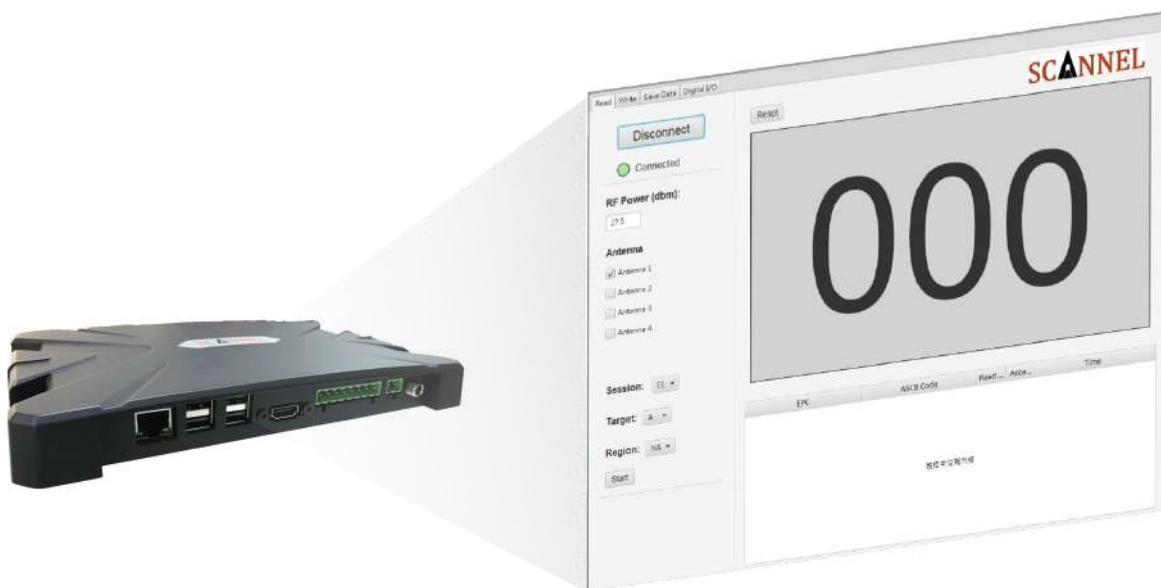 SCANNEL
Read Write Save Data Digital I/O
Disconnect
Connected
RF Power (dbm):
27.5
Antenna
Antenna 1
Antenna 2
Antenna 3
Antenna 4
Session:
Target: A
Region: NA
Start
Reset
000
EPC ASCII Code Read ... Ante... Time